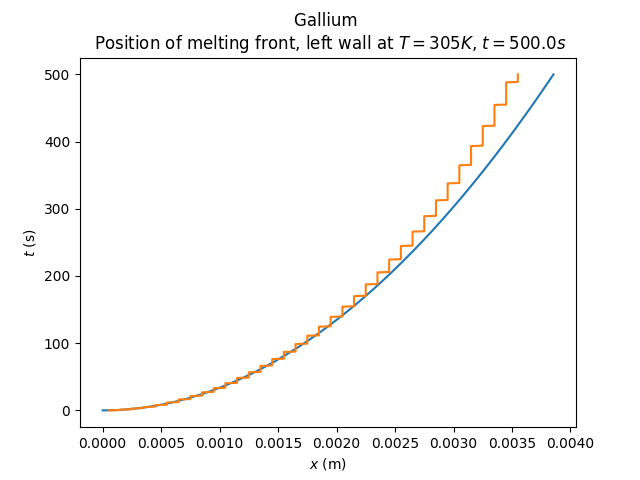 Gallium
Position of melting front, left wall at T = 305K, t = 500.0s
500
400
300
200
100
0
t (s)
0.0000 0.0005 0.0010 0.0015 0.0020 0.0025 0.0030 0.0035 0.0040
x (m)